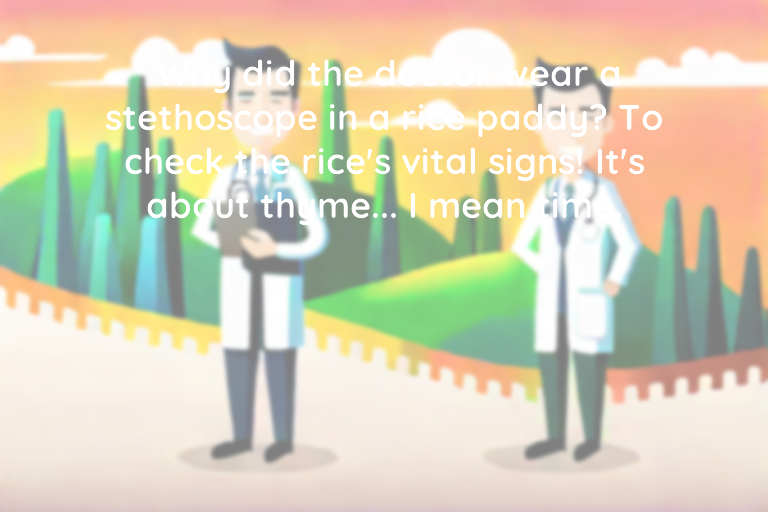 Why did the doctor wear a
stethoscope in a rice paddy? To
check the rice's vital signs! It's
about thyme... I mean time.